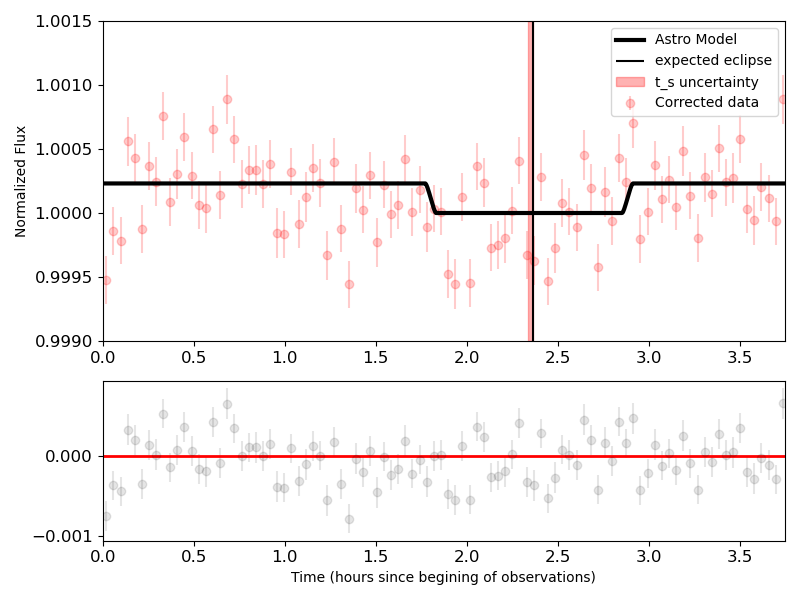 1.0015
1.0010
1.0005
1.0000
0.9995
0.9990
Normalized Flux
Astro Model
expected eclipse
t_s uncertainty
Corrected data
0.0 0.5 1.0 1.5 2.0 2.5 3.0 3.5
0.000
−0.001
0.0 0.5 1.0 1.5 2.0 2.5 3.0 3.5
Time (hours since begining of observations)